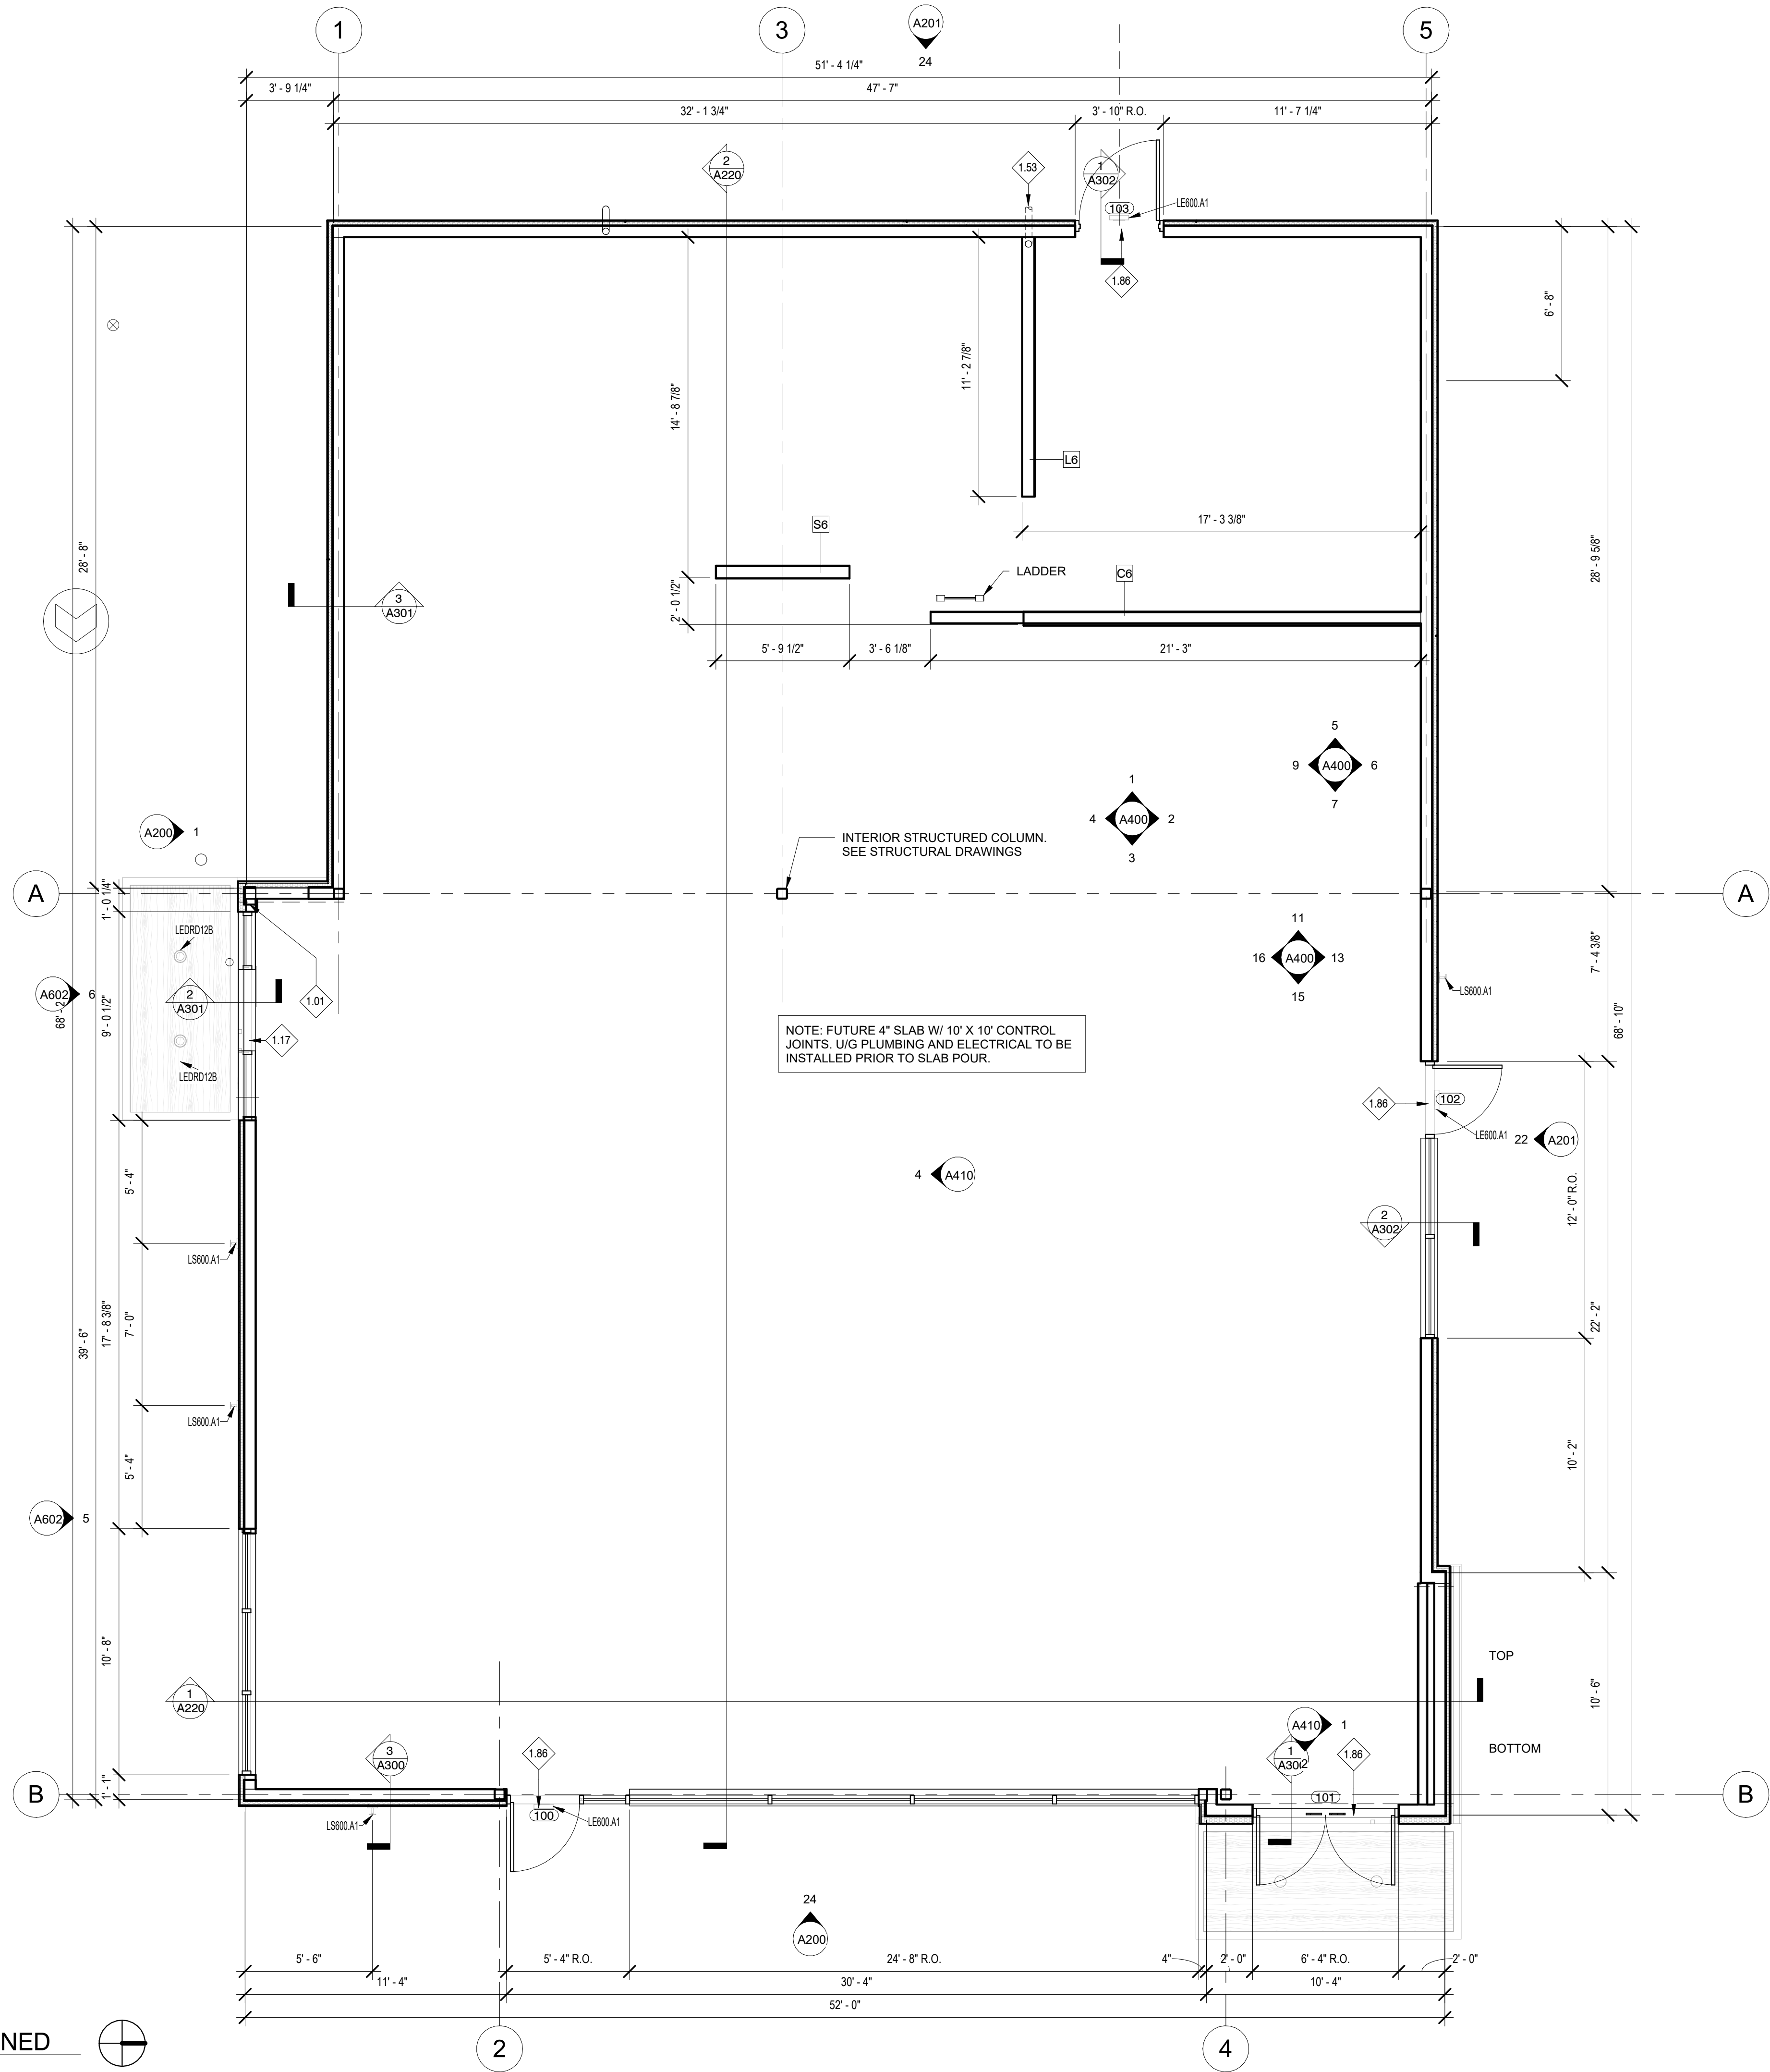 1
3
5
A201
24
51' - 4 1/4"
3' - 9 1/4"
47' - 7"
32' - 1 3/4"
3' - 10" R.O.
11' - 7 1/4"
2
A220
1.53
1
A302
103
LE600.A1
1.86
6' - 8"
11' - 2 7/8"
14' - 8 7/8"
L6
17' - 3 3/8"
S6
28' - 8"
28' - 9 5/8"
LADDER
C6
3
A301
2' - 0 1/2"
5' - 9 1/2"
3' - 6 1/8"
21' - 3"
5
9
A400
6
7
1
4
A400
2
3
A200
1
INTERIOR STRUCTURED COLUMN.
SEE STRUCTURAL DRAWINGS
A
A
1' - 0 1/4"
LEDRD12B
11
16
A400
13
15
7' - 4 3/8"
LS600.A1
A602
6
68' - 2
2
A301
1.01
9' - 0 1/2"
68' - 10"
NOTE: FUTURE 4" SLAB W/ 10' X 10' CONTROL
JOINTS. U/G PLUMBING AND ELECTRICAL TO BE
INSTALLED PRIOR TO SLAB POUR.
1.17
LEDRD12B
1.86
102
LE600.A1
22
A201
4
A410
5' - 4"
12' - 0" R.O.
2
A302
LS600.A1
7' - 0"
17' - 8 3/8"
39' - 6"
22' - 2"
LS600.A1
5' - 4"
10' - 2"
A602
5
10' - 8"
TOP
1
A220
10' - 6"
A410
1
BOTTOM
3
A300
1.86
1
A300
2
1.86
B
B
1' - 1"
101
100
LE600.A1
LS600.A1
24
A200
5' - 6"
5' - 4" R.O.
24' - 8" R.O.
4"
2' - 0"
6' - 4" R.O.
2' - 0"
11' - 4"
30' - 4"
10' - 4"
52' - 0"
NED
2
4